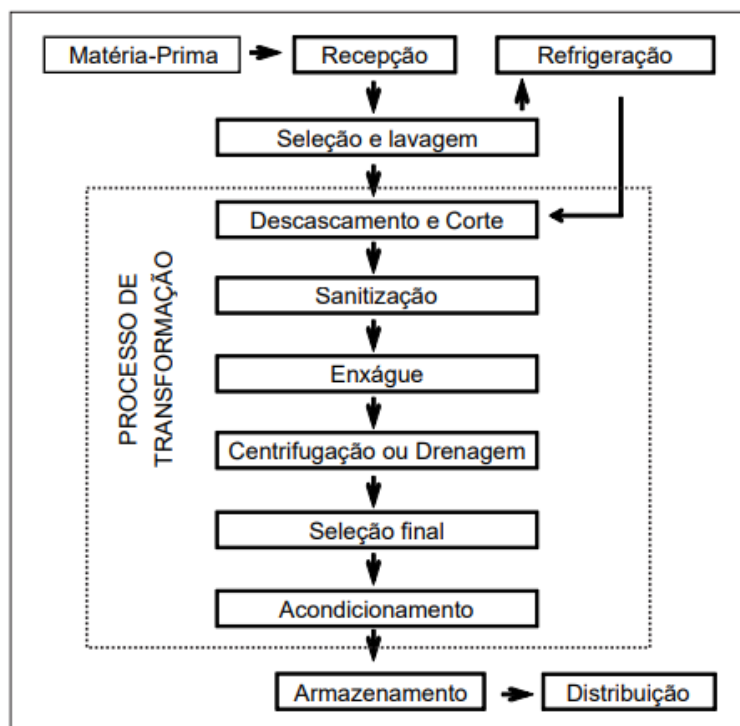 Matéria-Prima
Recepção
Refrigeração
Seleção e lavagem
Descascamento e Corte
PROCESSO DE
TRANSFORMAÇÃO
Sanitização
Enxágue
Centrifugação ou Drenagem
Seleção final
Acondicionamento
Armazenamento
Distribuição